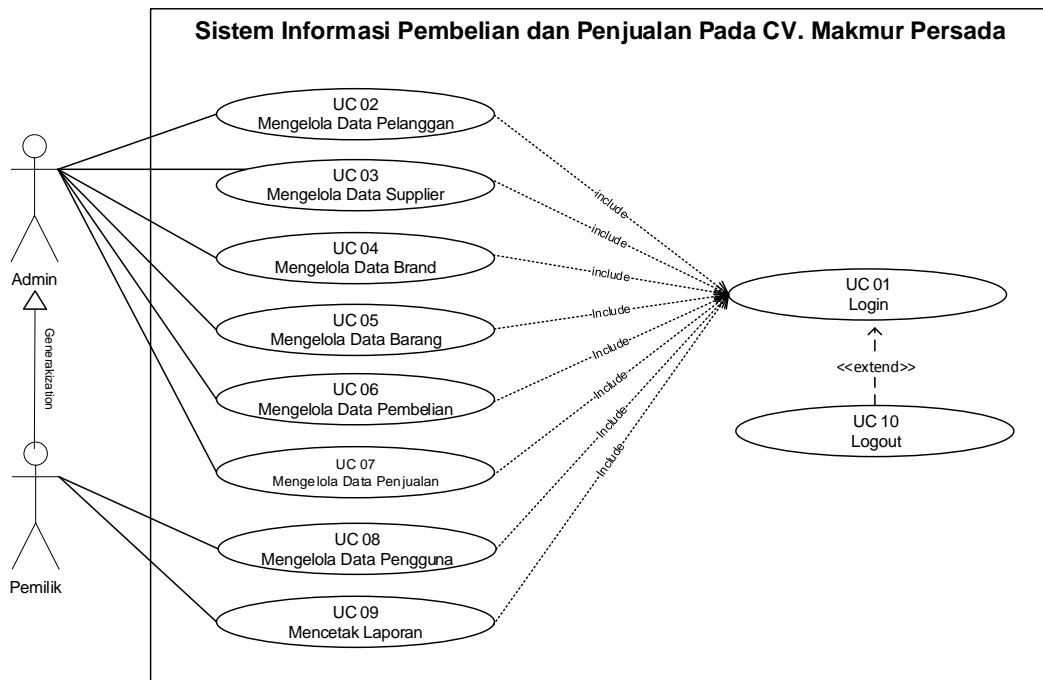 Sistem Informasi Pembelian dan Penjualan Pada CV. Makmur Persada
UC 02
Mengelola Data Pelanggan
UC 03
Mengelola Data Supplier
UC 04
Mengelola Data Brand
UC 05
Mengelola Data Barang
UC 06
Mengelola Data Pembelian
UC 07
Mengelola Data Penjualan
UC 08
Mengelola Data Pengguna
UC 09
Mencetak Laporan
Admin
Generakization
Pemilik
include
include
include
Include
Include
Include
Include
Include
UC 01
Login
<<extend>>
UC 10
Logout